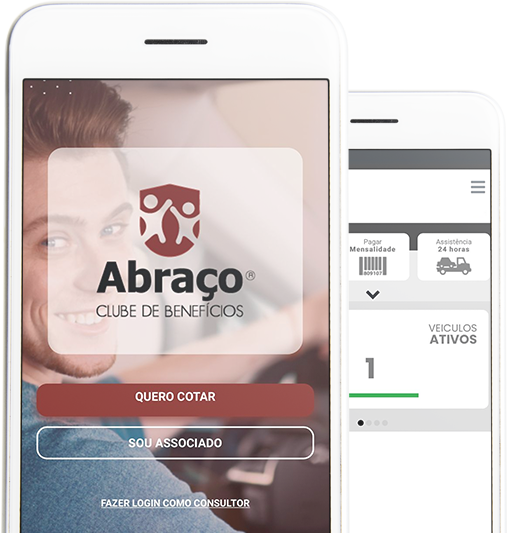 Abraço®
CLUBE DE BENEFÍCIOS
QUERO COTAR
SOU ASSOCIADO
FAZER LOGIN COMO CONSULTOR
Pagar
Mensalidade
809107
Assistência
24 horas
VEICULOS
ATIVOS
1